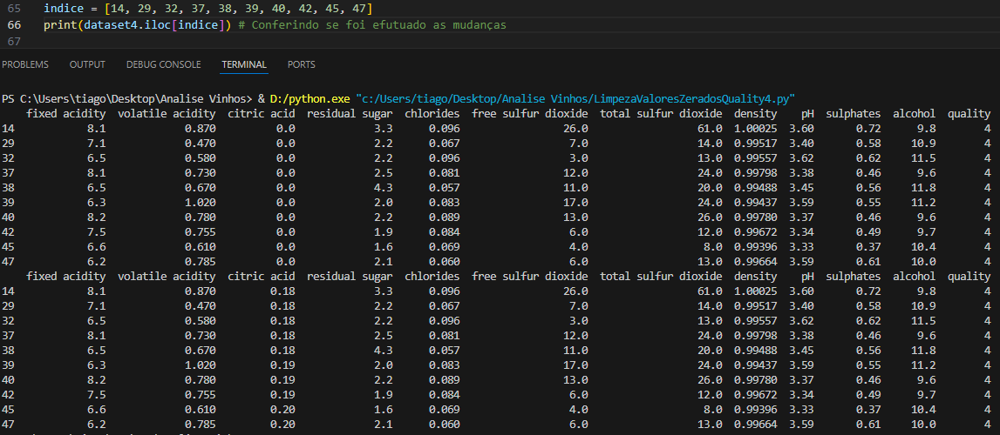 65 indice = [14, 29, 32, 37, 38, 39, 40, 42, 45, 47]
66 print(dataset4.iloc[indice]) # Conferindo se foi efutuado as mudanças
67
PROBLEMS OUTPUT DEBUG CONSOLE TERMINAL PORTS
PS C:\Users\tiago\Desktop\Analise Vinhos> & D:/python.exe "c:/Users/tiago/Desktop/Analise Vinhos/LimpezaValoresZeradosQuality4.py"
fixed acidity volatile acidity citric acid residual sugar chlorides free sulfur dioxide total sulfur dioxide density pH sulphates alcohol quality
14 8.1 0.870 0.0 3.3 0.096 26.0 61.0 1.00025 3.60 0.72 9.8 4
29 7.1 0.470 0.0 2.2 0.067 7.0 14.0 0.99517 3.40 0.58 10.9 4
32 6.5 0.580 0.0 2.2 0.096 3.0 13.0 0.99557 3.62 0.62 11.5 4
37 8.1 0.730 0.0 2.5 0.081 12.0 24.0 0.99798 3.38 0.46 9.6 4
38 6.5 0.670 0.0 4.3 0.057 11.0 20.0 0.99488 3.45 0.56 11.8 4
39 6.3 1.020 0.0 2.0 0.083 17.0 24.0 0.99437 3.59 0.55 11.2 4
40 8.2 0.780 0.0 2.2 0.089 13.0 26.0 0.99780 3.37 0.46 9.6 4
42 7.5 0.755 0.0 1.9 0.084 6.0 12.0 0.99672 3.34 0.49 9.7 4
45 6.6 0.610 0.0 1.6 0.069 4.0 8.0 0.99396 3.33 0.37 10.4 4
47 6.2 0.785 0.0 2.1 0.060 6.0 13.0 0.99664 3.59 0.61 10.0 4
fixed acidity volatile acidity citric acid residual sugar chlorides free sulfur dioxide total sulfur dioxide density pH sulphates alcohol quality
14 8.1 0.870 0.18 3.3 0.096 26.0 61.0 1.00025 3.60 0.72 9.8 4
29 7.1 0.470 0.18 2.2 0.067 7.0 14.0 0.99517 3.40 0.58 10.9 4
32 6.5 0.580 0.18 2.2 0.096 3.0 13.0 0.99557 3.62 0.62 11.5 4
37 8.1 0.730 0.18 2.5 0.081 12.0 24.0 0.99798 3.38 0.46 9.6 4
38 6.5 0.670 0.18 4.3 0.057 11.0 20.0 0.99488 3.45 0.56 11.8 4
39 6.3 1.020 0.19 2.0 0.083 17.0 24.0 0.99437 3.59 0.55 11.2 4
40 8.2 0.780 0.19 2.2 0.089 13.0 26.0 0.99780 3.37 0.46 9.6 4
42 7.5 0.755 0.19 1.9 0.084 6.0 12.0 0.99672 3.34 0.49 9.7 4
45 6.6 0.610 0.20 1.6 0.069 4.0 8.0 0.99396 3.33 0.37 10.4 4
47 6.2 0.785 0.20 2.1 0.060 6.0 13.0 0.99664 3.59 0.61 10.0 4